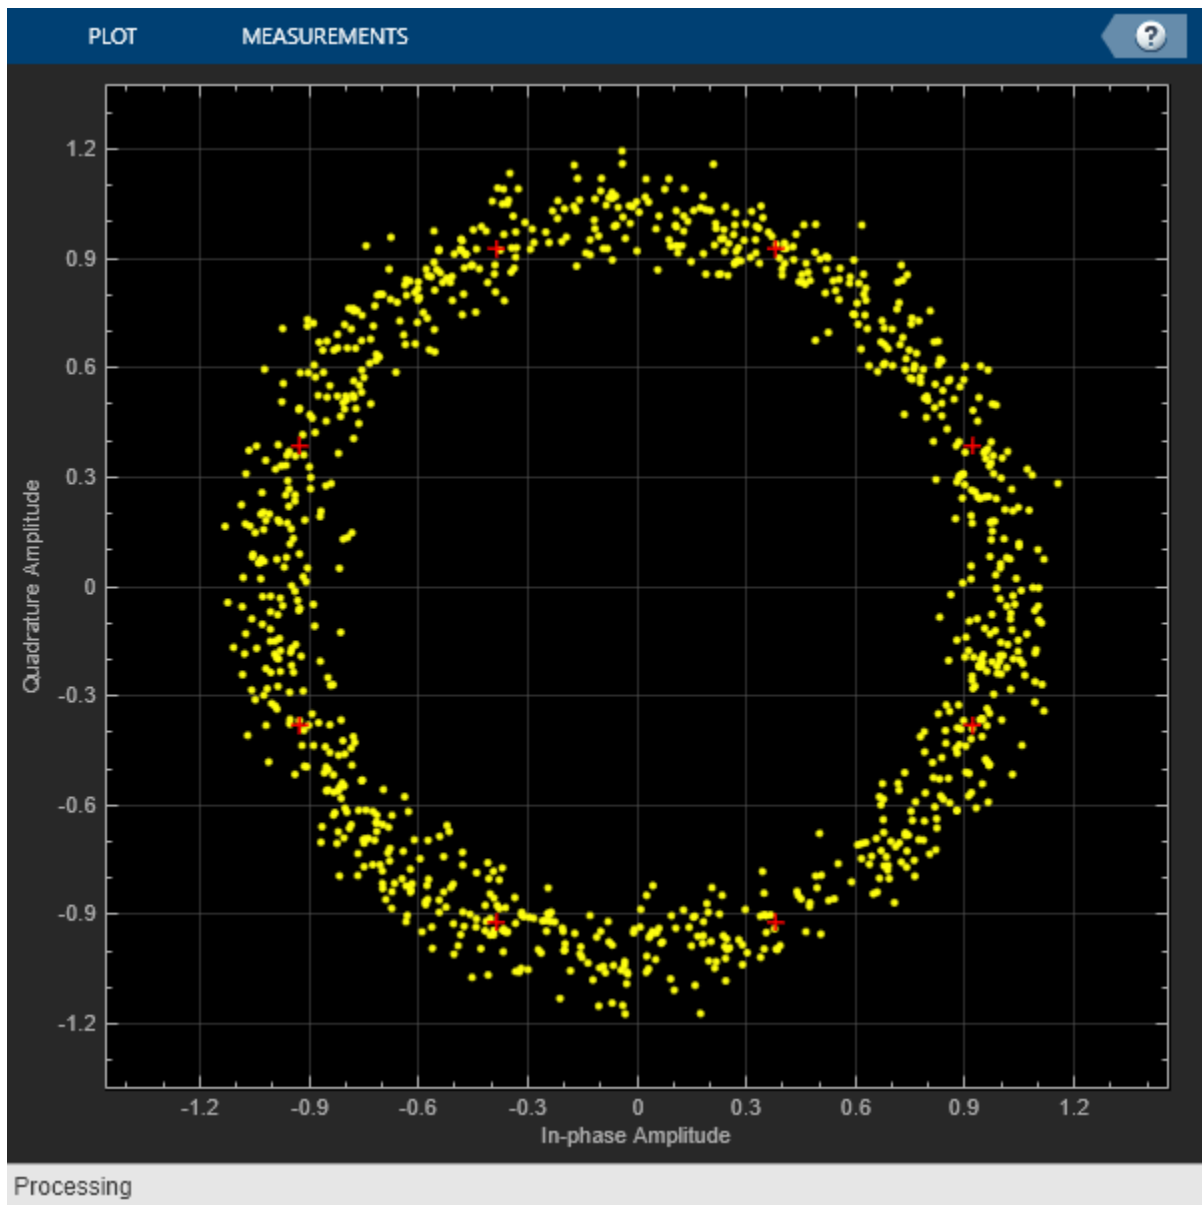 PLOT MEASUREMENTS ?
1.2
0.9
0.6
0.3
0
-0.3
-0.6
-0.9
-1.2
Quadrature Amplitude
-1.2 -0.9 -0.6 -0.3 0 0.3 0.6 0.9 1.2
In-phase Amplitude
Processing